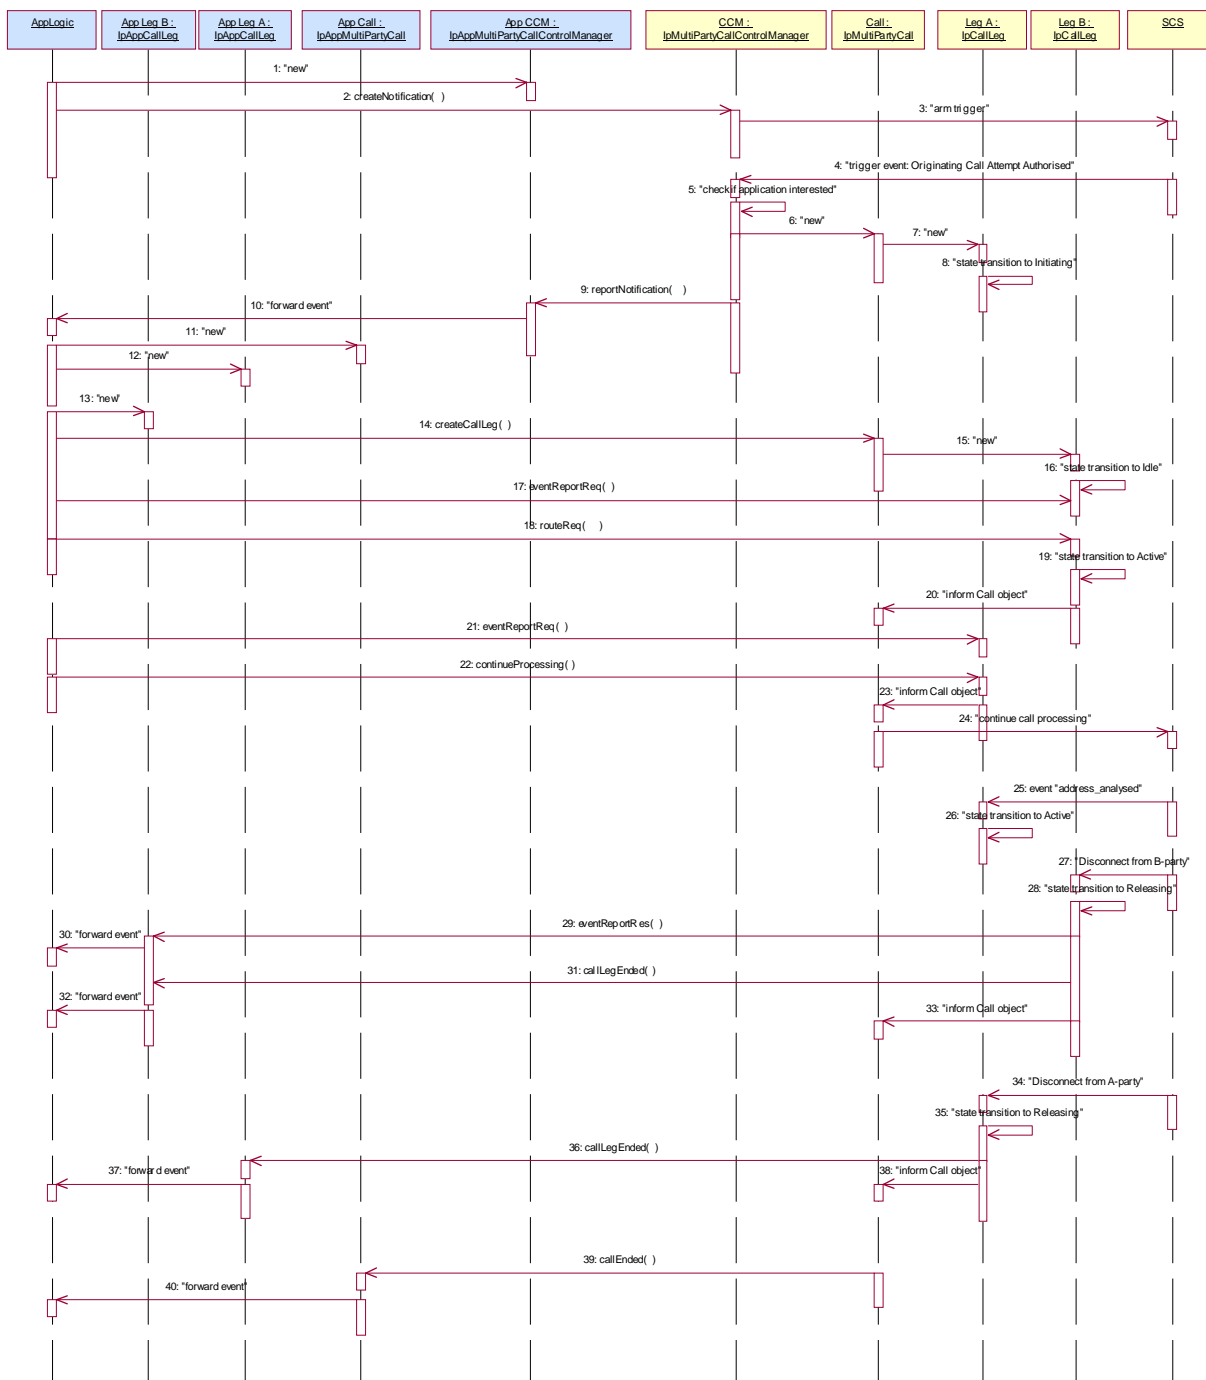 AppLogic
App Leg B :
IpAppCallLeg
App Leg A :
IpAppCallLeg
App Call :
IpAppMultiPartyCall
App CCM :
IpAppMultiPartyCallControlManager
CCM :
IpMultiPartyCallControlManager
Call :
IpMultiPartyCall
Leg A :
IpCallLeg
Leg B :
IpCallLeg
SCS
1: "new"
2: createNotification( )
3: "arm trigger"
4: "trigger event: Originating Call Attempt Authorised"
5: "check if application interested"
6: "new"
7: "new"
8: "state transition to Initiating"
9: reportNotification( )
10: "forward event"
11: "new"
12: "new"
13: "new"
14: createCallLeg( )
15: "new"
16: "state transition to Idle"
17: eventReportReq( )
18: routeReq( )
19: "state transition to Active"
20: "inform Call object"
21: eventReportReq( )
22: continueProcessing( )
23: "inform Call object"
24: "continue call processing"
25: event "address_analysed"
26: "state transition to Active"
27: "Disconnect from B-party"
28: "state transition to Releasing"
29: eventReportRes( )
30: "forward event"
31: callLegEnded( )
32: "forward event"
33: "inform Call object"
34: "Disconnect from A-party"
35: "state transition to Releasing"
36: callLegEnded( )
37: "forward event"
38: "inform Call object"
39: callEnded( )
40: "forward event"